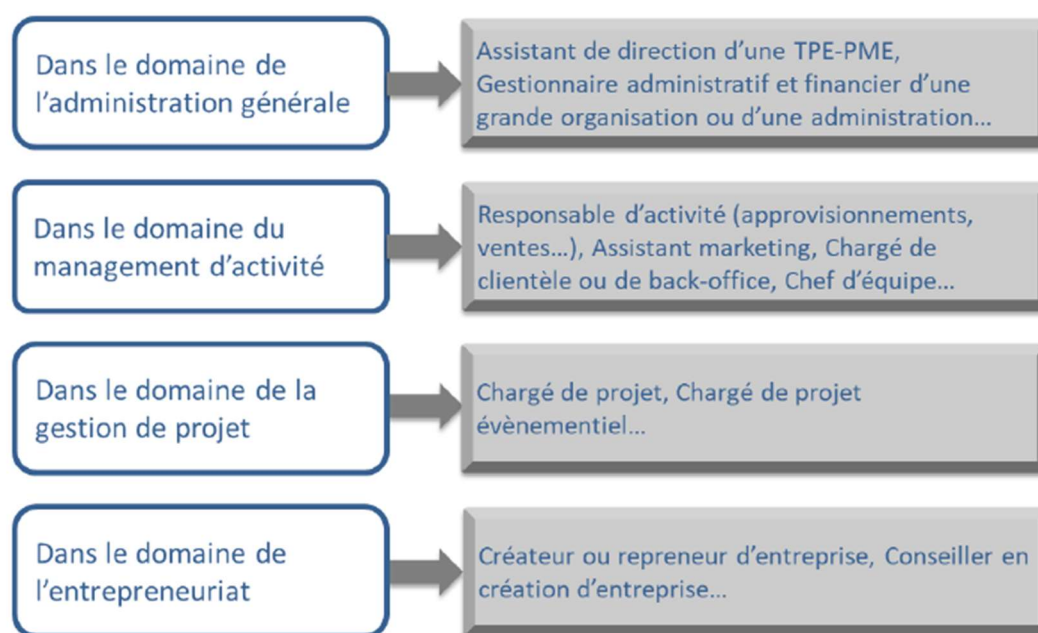 Dans le domaine de
l'administration générale
Assistant de direction d'une TPE-PME,
Gestionnaire administratif et financier d'une
grande organisation ou d'une administration...
Dans le domaine du
management d'activité
Responsable d'activité (approvisionnements,
ventes...), Assistant marketing, Chargé de
clientèle ou de back-office, Chef d'équipe...
Dans le domaine de la
gestion de projet
Chargé de projet, Chargé de projet
évènementiel...
Dans le domaine de
l'entrepreneuriat
Créateur ou repreneur d'entreprise, Conseiller en
création d'entreprise...